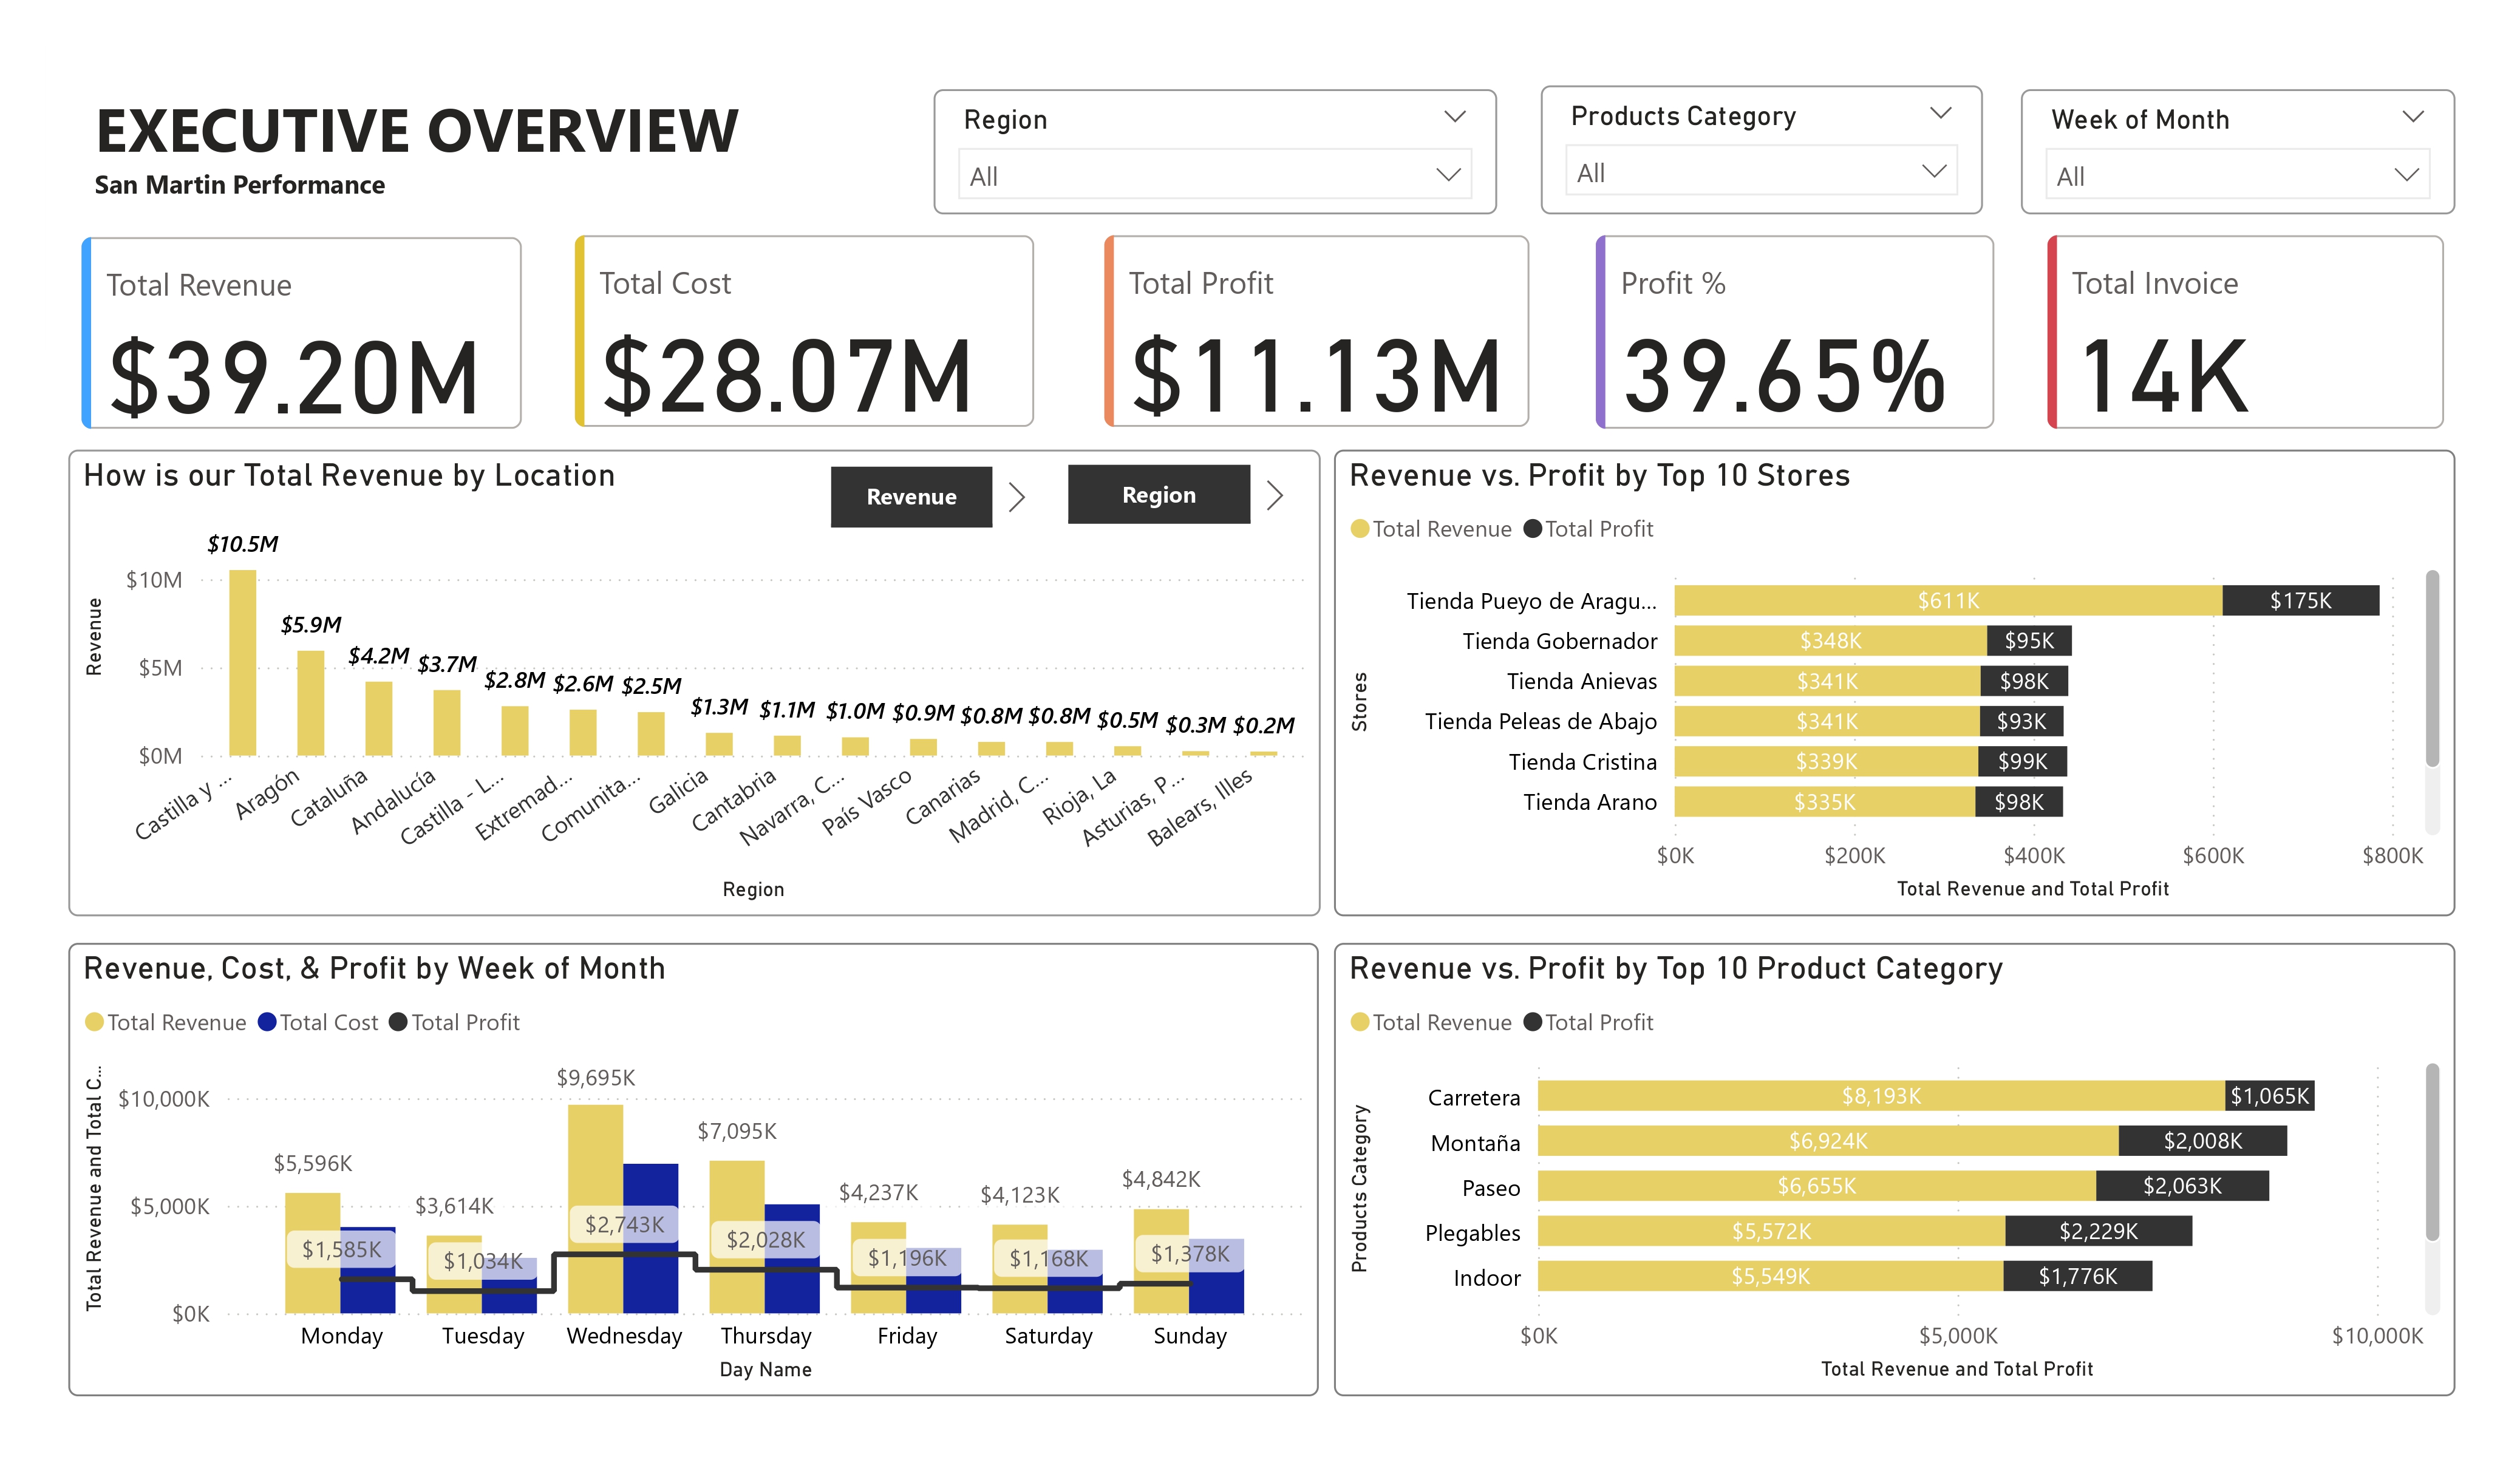 EXECUTIVE OVERVIEW
San Martin Performance
Region
All
Products Category
All
Week of Month
All
Total Revenue
$39.20M
Total Cost
$28.07M
Total Profit
$11.13M
Profit %
39.65%
Total Invoice
14K
How is our Total Revenue by Location
Revenue
Region
Revenue
$10M
$5M
$0M
$10.5M
$5.9M
$4.2M
$3.7M
$2.8M
$2.6M
$2.5M
$1.3M
$1.1M
$1.0M
$0.9M
$0.8M
$0.8M
$0.5M
$0.3M
$0.2M
Castilla y ...
Aragón
Cataluña
Andalucía
Castilla - L...
Extremad...
Comunita...
Galicia
Cantabria
Navarra, C...
País Vasco
Canarias
Madrid, C...
Rioja, La
Asturias, P...
Balears, Illes
Region
Revenue vs. Profit by Top 10 Stores
Total Revenue Total Profit
Stores
Tienda Pueyo de Aragu... $611K $175K
Tienda Gobernador $348K $95K
Tienda Anievas $341K $98K
Tienda Peleas de Abajo $341K $93K
Tienda Cristina $339K $99K
Tienda Arano $335K $98K
$0K $200K $400K $600K $800K
Total Revenue and Total Profit
Revenue, Cost, & Profit by Week of Month
Total Revenue Total Cost Total Profit
Total Revenue and Total C...
$10,000K
$5,000K
$0K
$5,596K
$3,614K
$9,695K
$7,095K
$4,237K
$4,123K
$4,842K
$1,585K
$1,034K
$2,743K
$2,028K
$1,196K
$1,168K
$1,378K
Monday Tuesday Wednesday Thursday Friday Saturday Sunday
Day Name
Revenue vs. Profit by Top 10 Product Category
Total Revenue Total Profit
Products Category
Carretera $8,193K $1,065K
Montaña $6,924K $2,008K
Paseo $6,655K $2,063K
Plegables $5,572K $2,229K
Indoor $5,549K $1,776K
$0K $5,000K $10,000K
Total Revenue and Total Profit